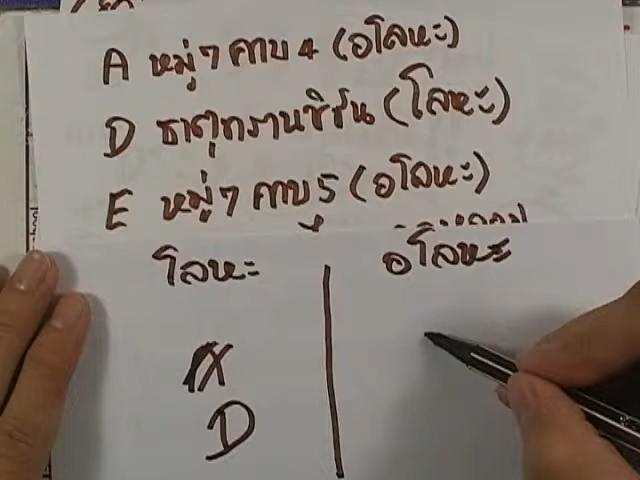 A หมู่ 7 คาบ 4 (อโลหะ)
D ธาตุทรานซิชัน (โลหะ)
E หมู่ 7 คาบ 5 (อโลหะ)
โลหะ อโลหะ
D